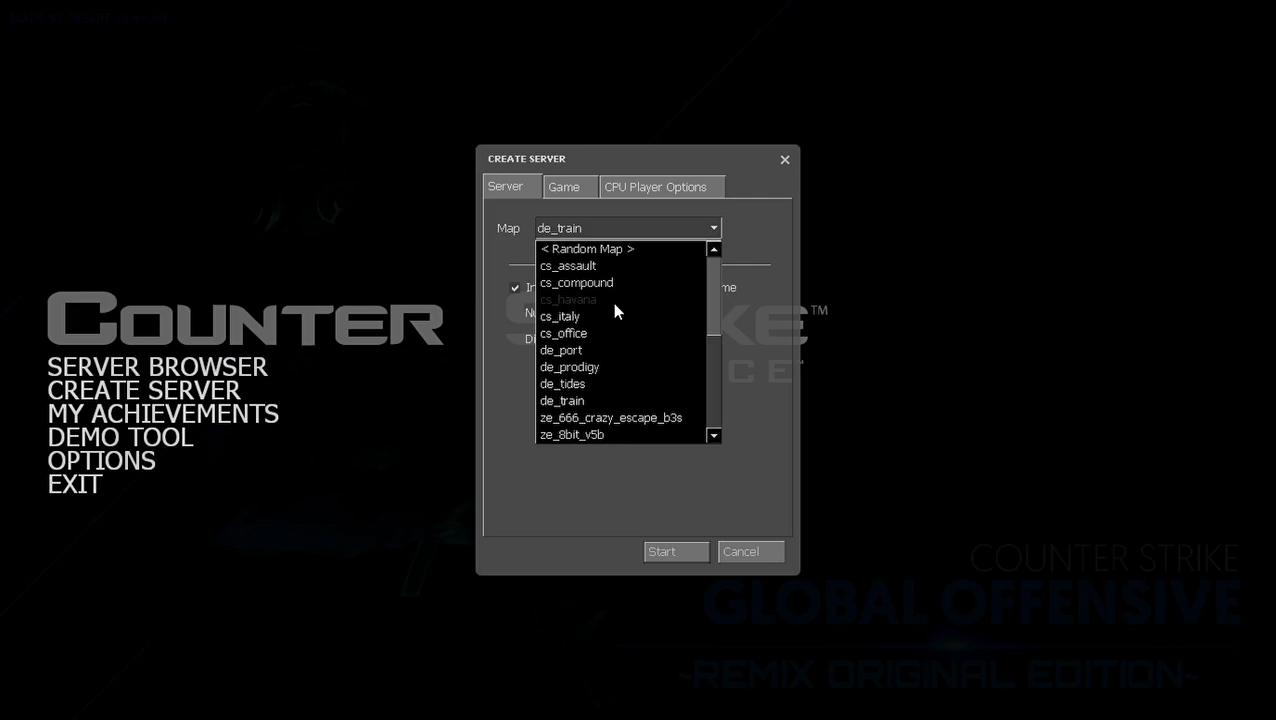 CREATE SERVER
Server
Game
CPU Player Options
Map
de_train
< Random Map >
cs_assault
cs_compound
cs_havana
cs_italy
cs_office
de_port
de_prodigy
de_tides
de_train
ze_666_crazy_escape_b3s
ze_8bit_v5b
me
COUNTER
SERVER BROWSER
CREATE SERVER
MY ACHIEVEMENTS
DEMO TOOL
OPTIONS
EXIT
Start
Cancel
COUNTER STRIKE
GLOBAL OFFENSIVE
~REMIX ORIGINAL EDITION~